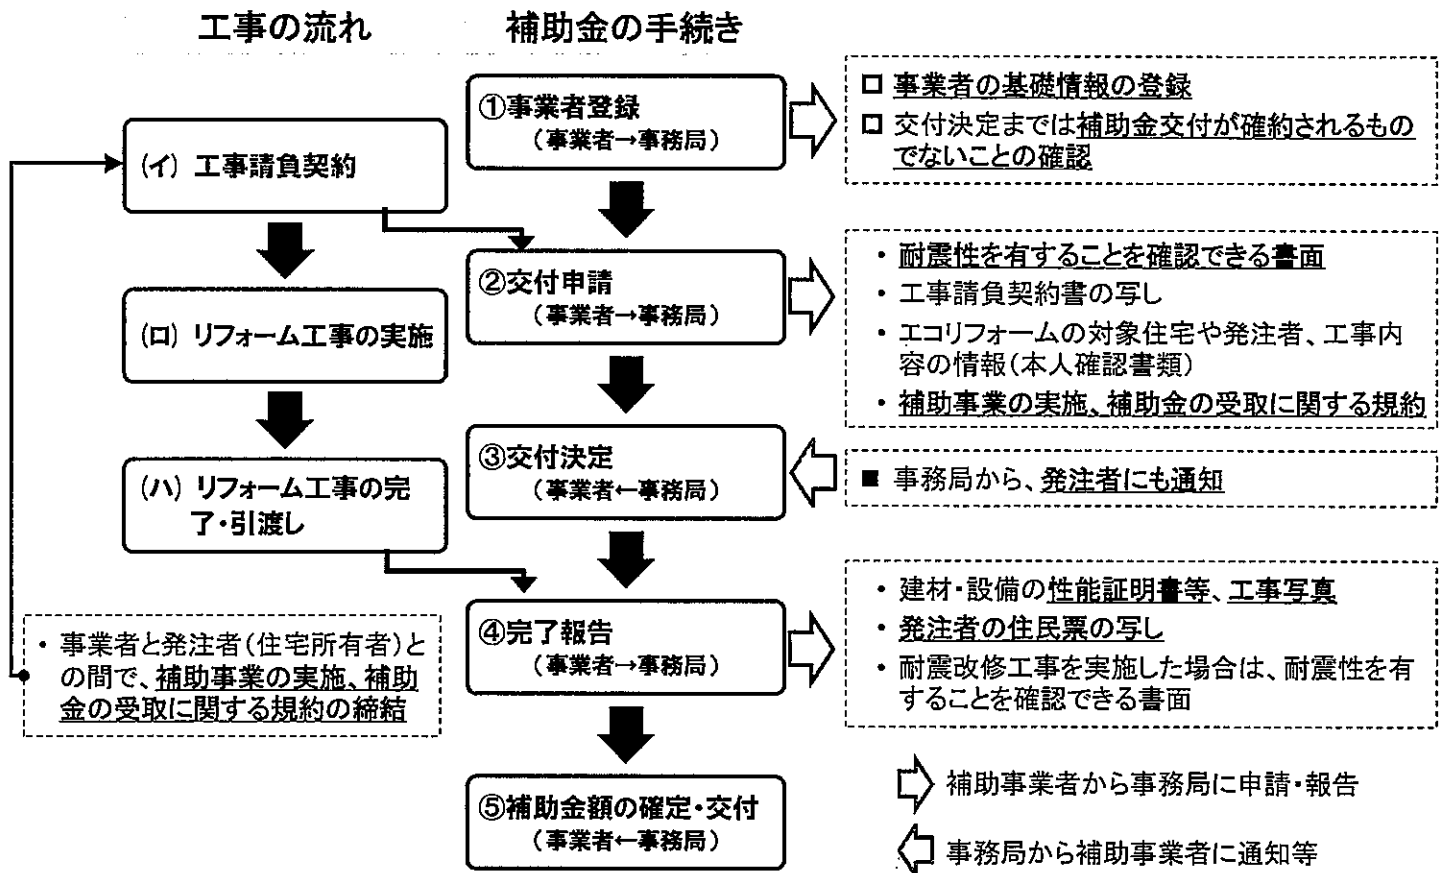 工事の流れ
補助金の手続き
(イ) 工事請負契約
(ロ) リフォーム工事の実施
(ハ) リフォーム工事の完
了・引渡し
・ 事業者と発注者(住宅所有者)と
の間で、補助事業の実施、補助
金の受取に関する規約の締結
①事業者登録
(事業者→事務局)
□ 事業者の基礎情報の登録
□ 交付決定までは補助金交付が確約されるもの
でないことの確認
②交付申請
(事業者→事務局)
・ 耐震性を有することを確認できる書面
・ 工事請負契約書の写し
・ エコリフォームの対象住宅や発注者、工事内
容の情報(本人確認書類)
・ 補助事業の実施、補助金の受取に関する規約
③交付決定
(事業者←事務局)
■ 事務局から、発注者にも通知
④完了報告
(事業者→事務局)
・ 建材・設備の性能証明書等、工事写真
・ 発注者の住民票の写し
・ 耐震改修工事を実施した場合は、耐震性を有
することを確認できる書面
⑤補助金額の確定・交付
(事業者←事務局)
補助事業者から事務局に申請・報告
事務局から補助事業者に通知等